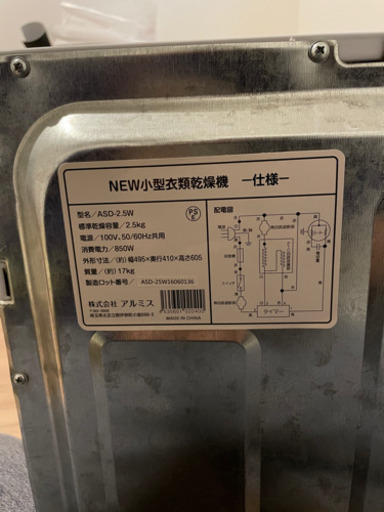 NEW小型衣類乾燥機 ―仕様―
型名／ASD-2.5W
標準乾燥容量／2.5kg
電源／100V、50/60Hz共用
消費電力／850W
外形寸法／(約)幅495×奥行410×高さ605
質量／(約)17kg
製造ロット番号／ ASD-25W16060136
株式会社 アルミス
MADE IN CHINA
PS
E
配電図
タイマー